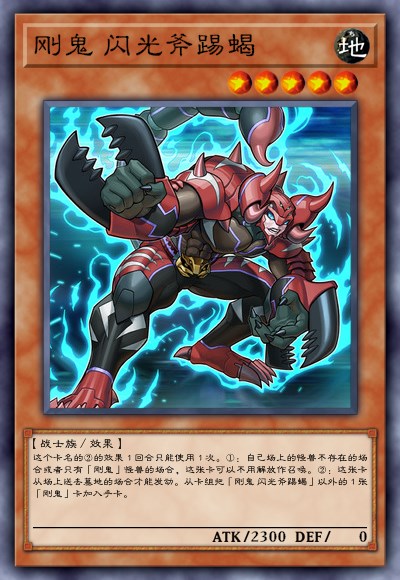 刚鬼 闪光斧踢蝎
地
【战士族／效果】
这个卡名的②的效果１回合只能使用１次。①：自己场上的怪兽不存在的场
合或者只有「刚鬼」怪兽的场合，这张卡可以不用解放作召唤。②：这张卡
从场上送去墓地的场合才能发动。从卡组把「刚鬼 闪光斧踢蝎」以外的１张
「刚鬼」卡加入手卡。
ATK/2300 DEF/ 0